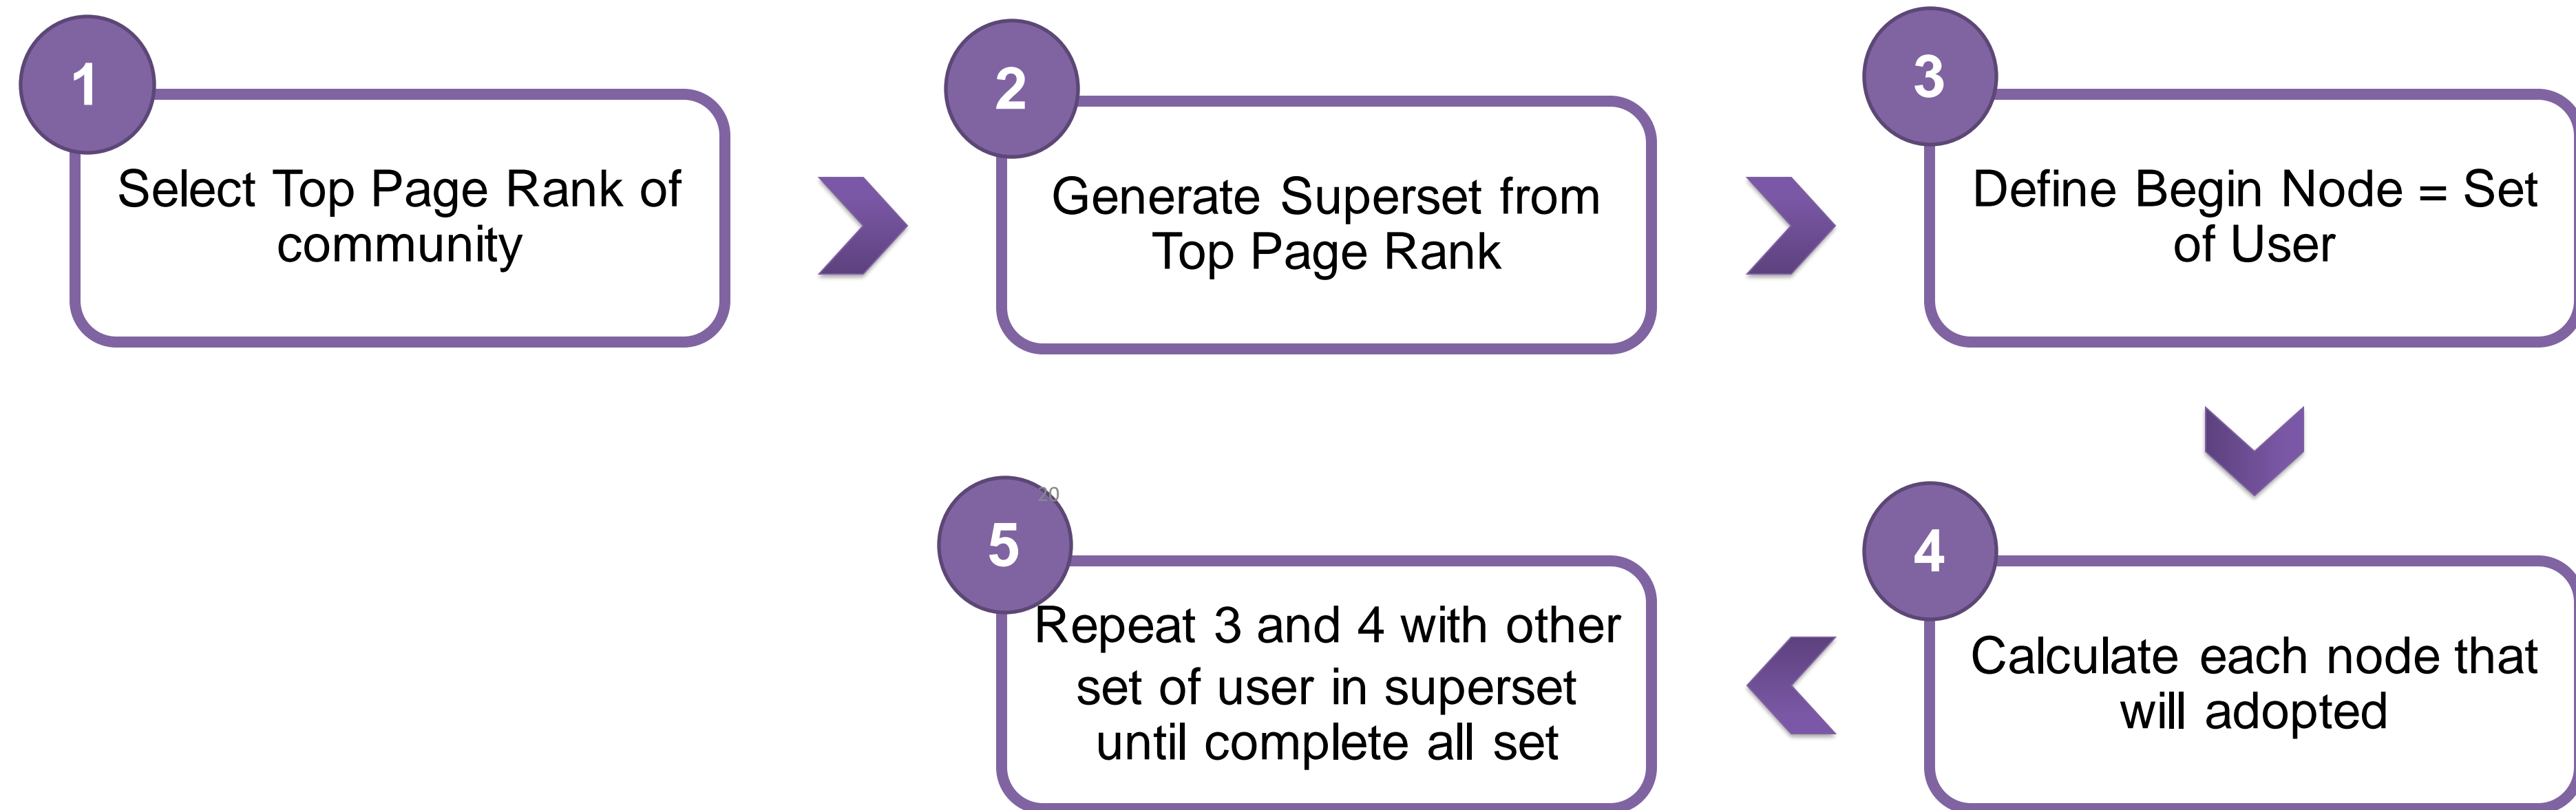 1
Select Top Page Rank of
community
2
Generate Superset from
Top Page Rank
3
Define Begin Node = Set
of User
4
Calculate each node that
will adopted
5
20
Repeat 3 and 4 with other
set of user in superset
until complete all set